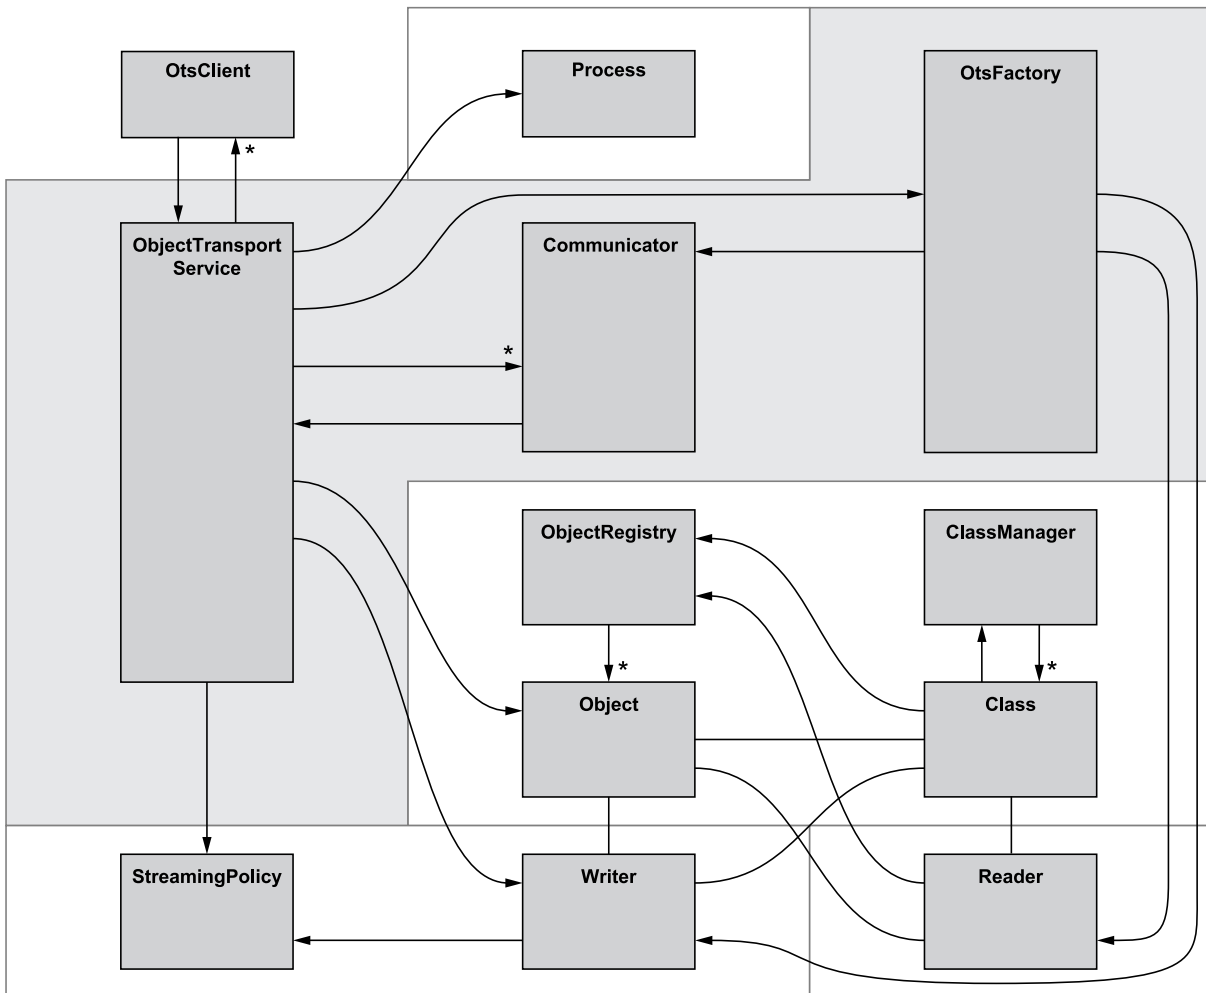 OtsClient
Process
OtsFactory
*
ObjectTransport
Service
Communicator
*
ObjectRegistry
ClassManager
*
*
Object
Class
StreamingPolicy
Writer
Reader